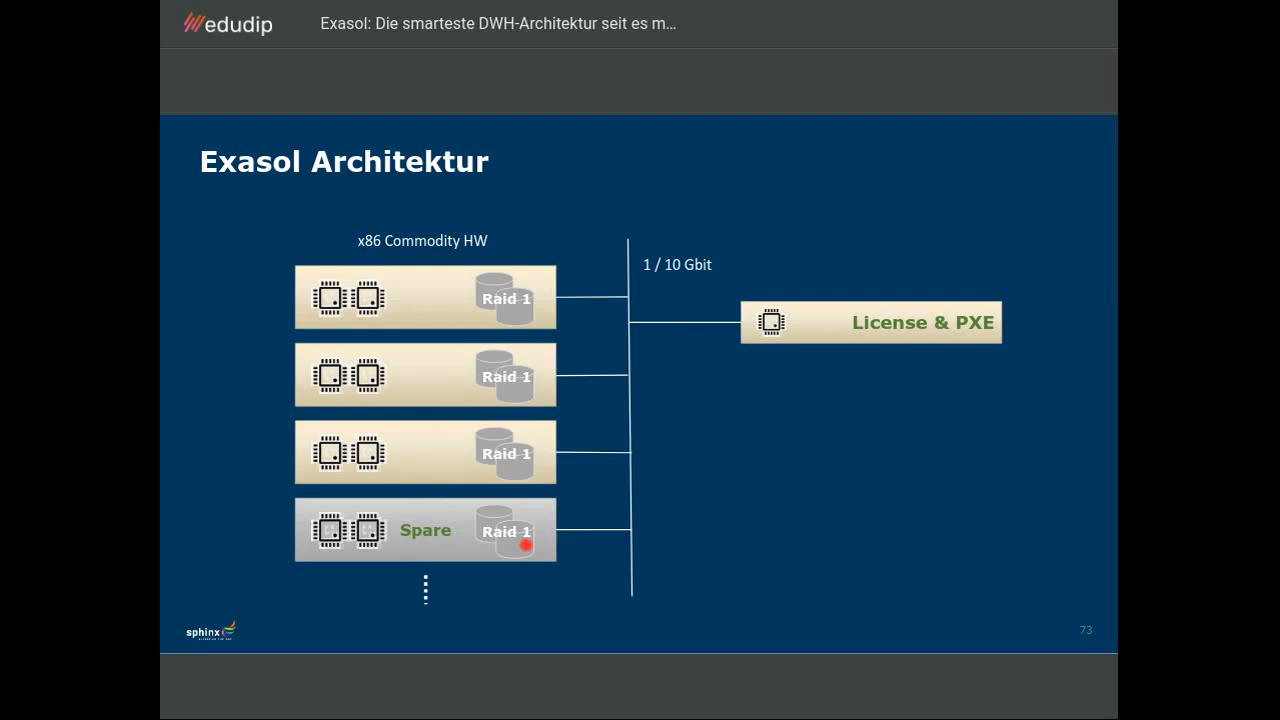 edudip
Exasol: Die smarteste DWH-Architektur seit es m...
Exasol Architektur
x86 Commodity HW
1 / 10 Gbit
Raid 1
License & PXE
Raid 1
Raid 1
Spare
Raid 1
sphinx
73